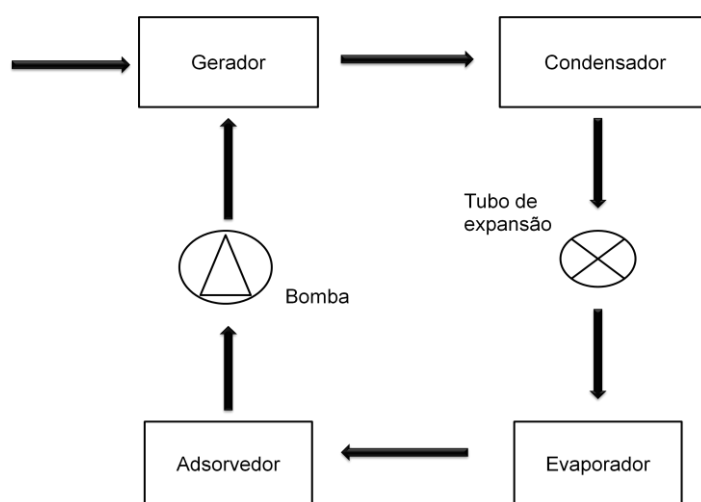 Gerador
Condensador
Tubo de
expansão
Bomba
Adsorvedor
Evaporador